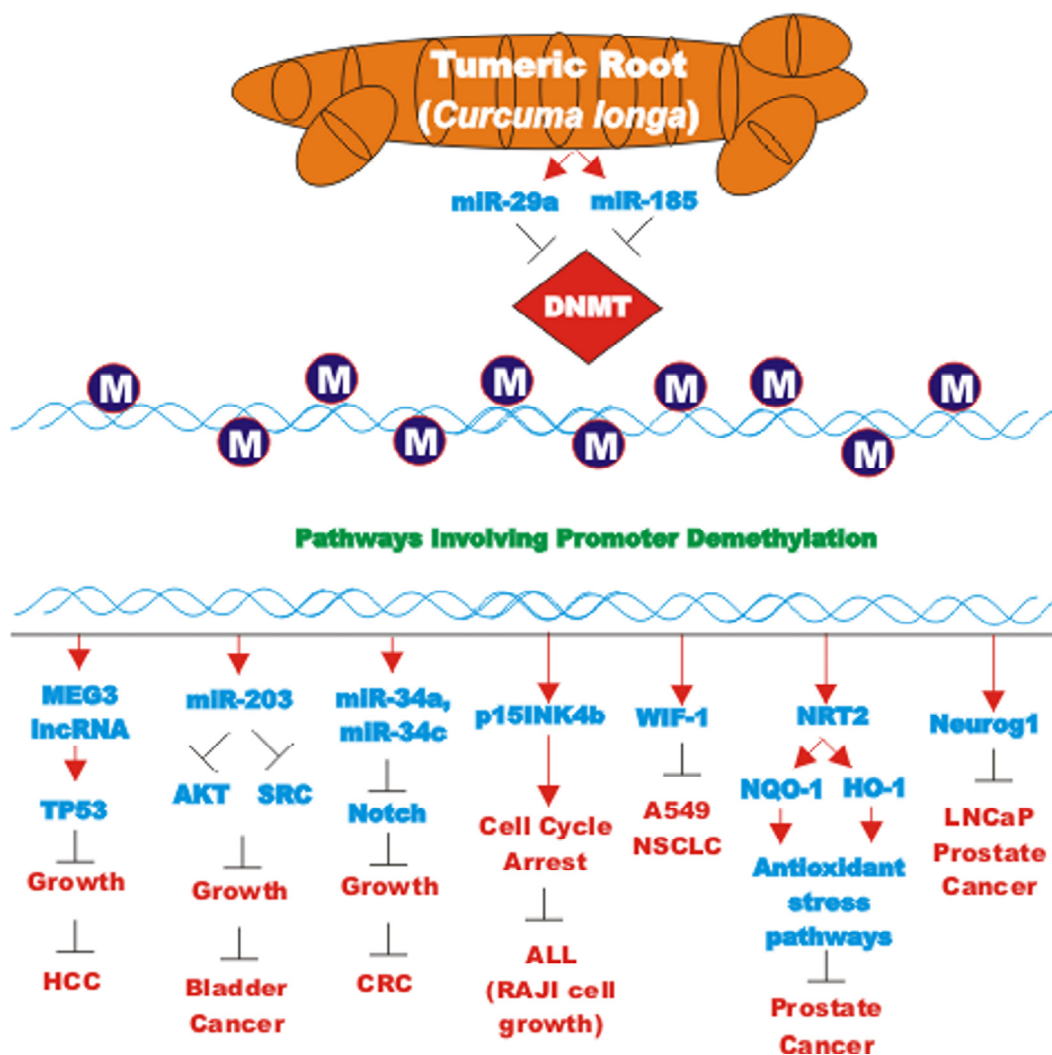 Tumeric Root
(Curcuma longa)
miR-29a
miR-185
DNMT
M
M
M
M
M
M
M
M
M
M
Pathways Involving Promoter Demethylation
MEG3
lncRNA
TP53
Growth
HCC
miR-203
AKT
SRC
Growth
Bladder
Cancer
miR-34a,
miR-34c
Notch
Growth
CRC
p15INK4b
Cell Cycle
Arrest
ALL
(RAJI cell
growth)
WIF-1
A549
NSCLC
NRT2
NQO-1
HO-1
Antioxidant
stress
pathways
Prostate
Cancer
Neurog1
LNCaP
Prostate
Cancer